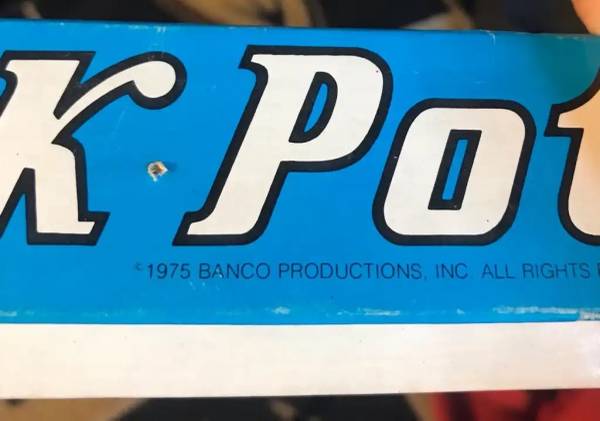 K Pot
©1975 BANCO PRODUCTIONS, INC ALL RIGHTS